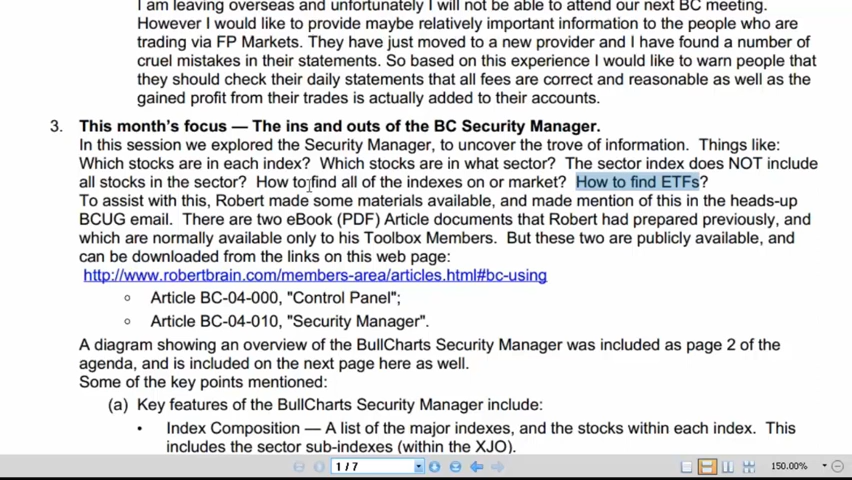 I am leaving overseas and unfortunately I will not be able to attend our next BC meeting.
However I would like to provide maybe relatively important information to the people who are
trading via FP Markets. They have just moved to a new provider and I have found a number of
cruel mistakes in their statements. So based on this experience I would like to warn people that
they should check their daily statements that all fees are correct and reasonable as well as the
gained profit from their trades is actually added to their accounts.
3. This month's focus — The ins and outs of the BC Security Manager.
In this session we explored the Security Manager, to uncover the trove of information. Things like:
Which stocks are in each index? Which stocks are in what sector? The sector index does NOT include
all stocks in the sector? How to find all of the indexes on or market? How to find ETFs?
To assist with this, Robert made some materials available, and made mention of this in the heads-up
BCUG email. There are two eBook (PDF) Article documents that Robert had prepared previously, and
which are normally available only to his Toolbox Members. But these two are publicly available, and
can be downloaded from the links on this web page:
http://www.robertbrain.com/members-area/articles.html#bc-using
◦ Article BC-04-000, "Control Panel";
◦ Article BC-04-010, "Security Manager".
A diagram showing an overview of the BullCharts Security Manager was included as page 2 of the
agenda, and is included on the next page here as well.
Some of the key points mentioned:
(a) Key features of the BullCharts Security Manager include:
• Index Composition — A list of the major indexes, and the stocks within each index. This
includes the sector sub-indexes (within the XJO).
1 / 7 150.00%